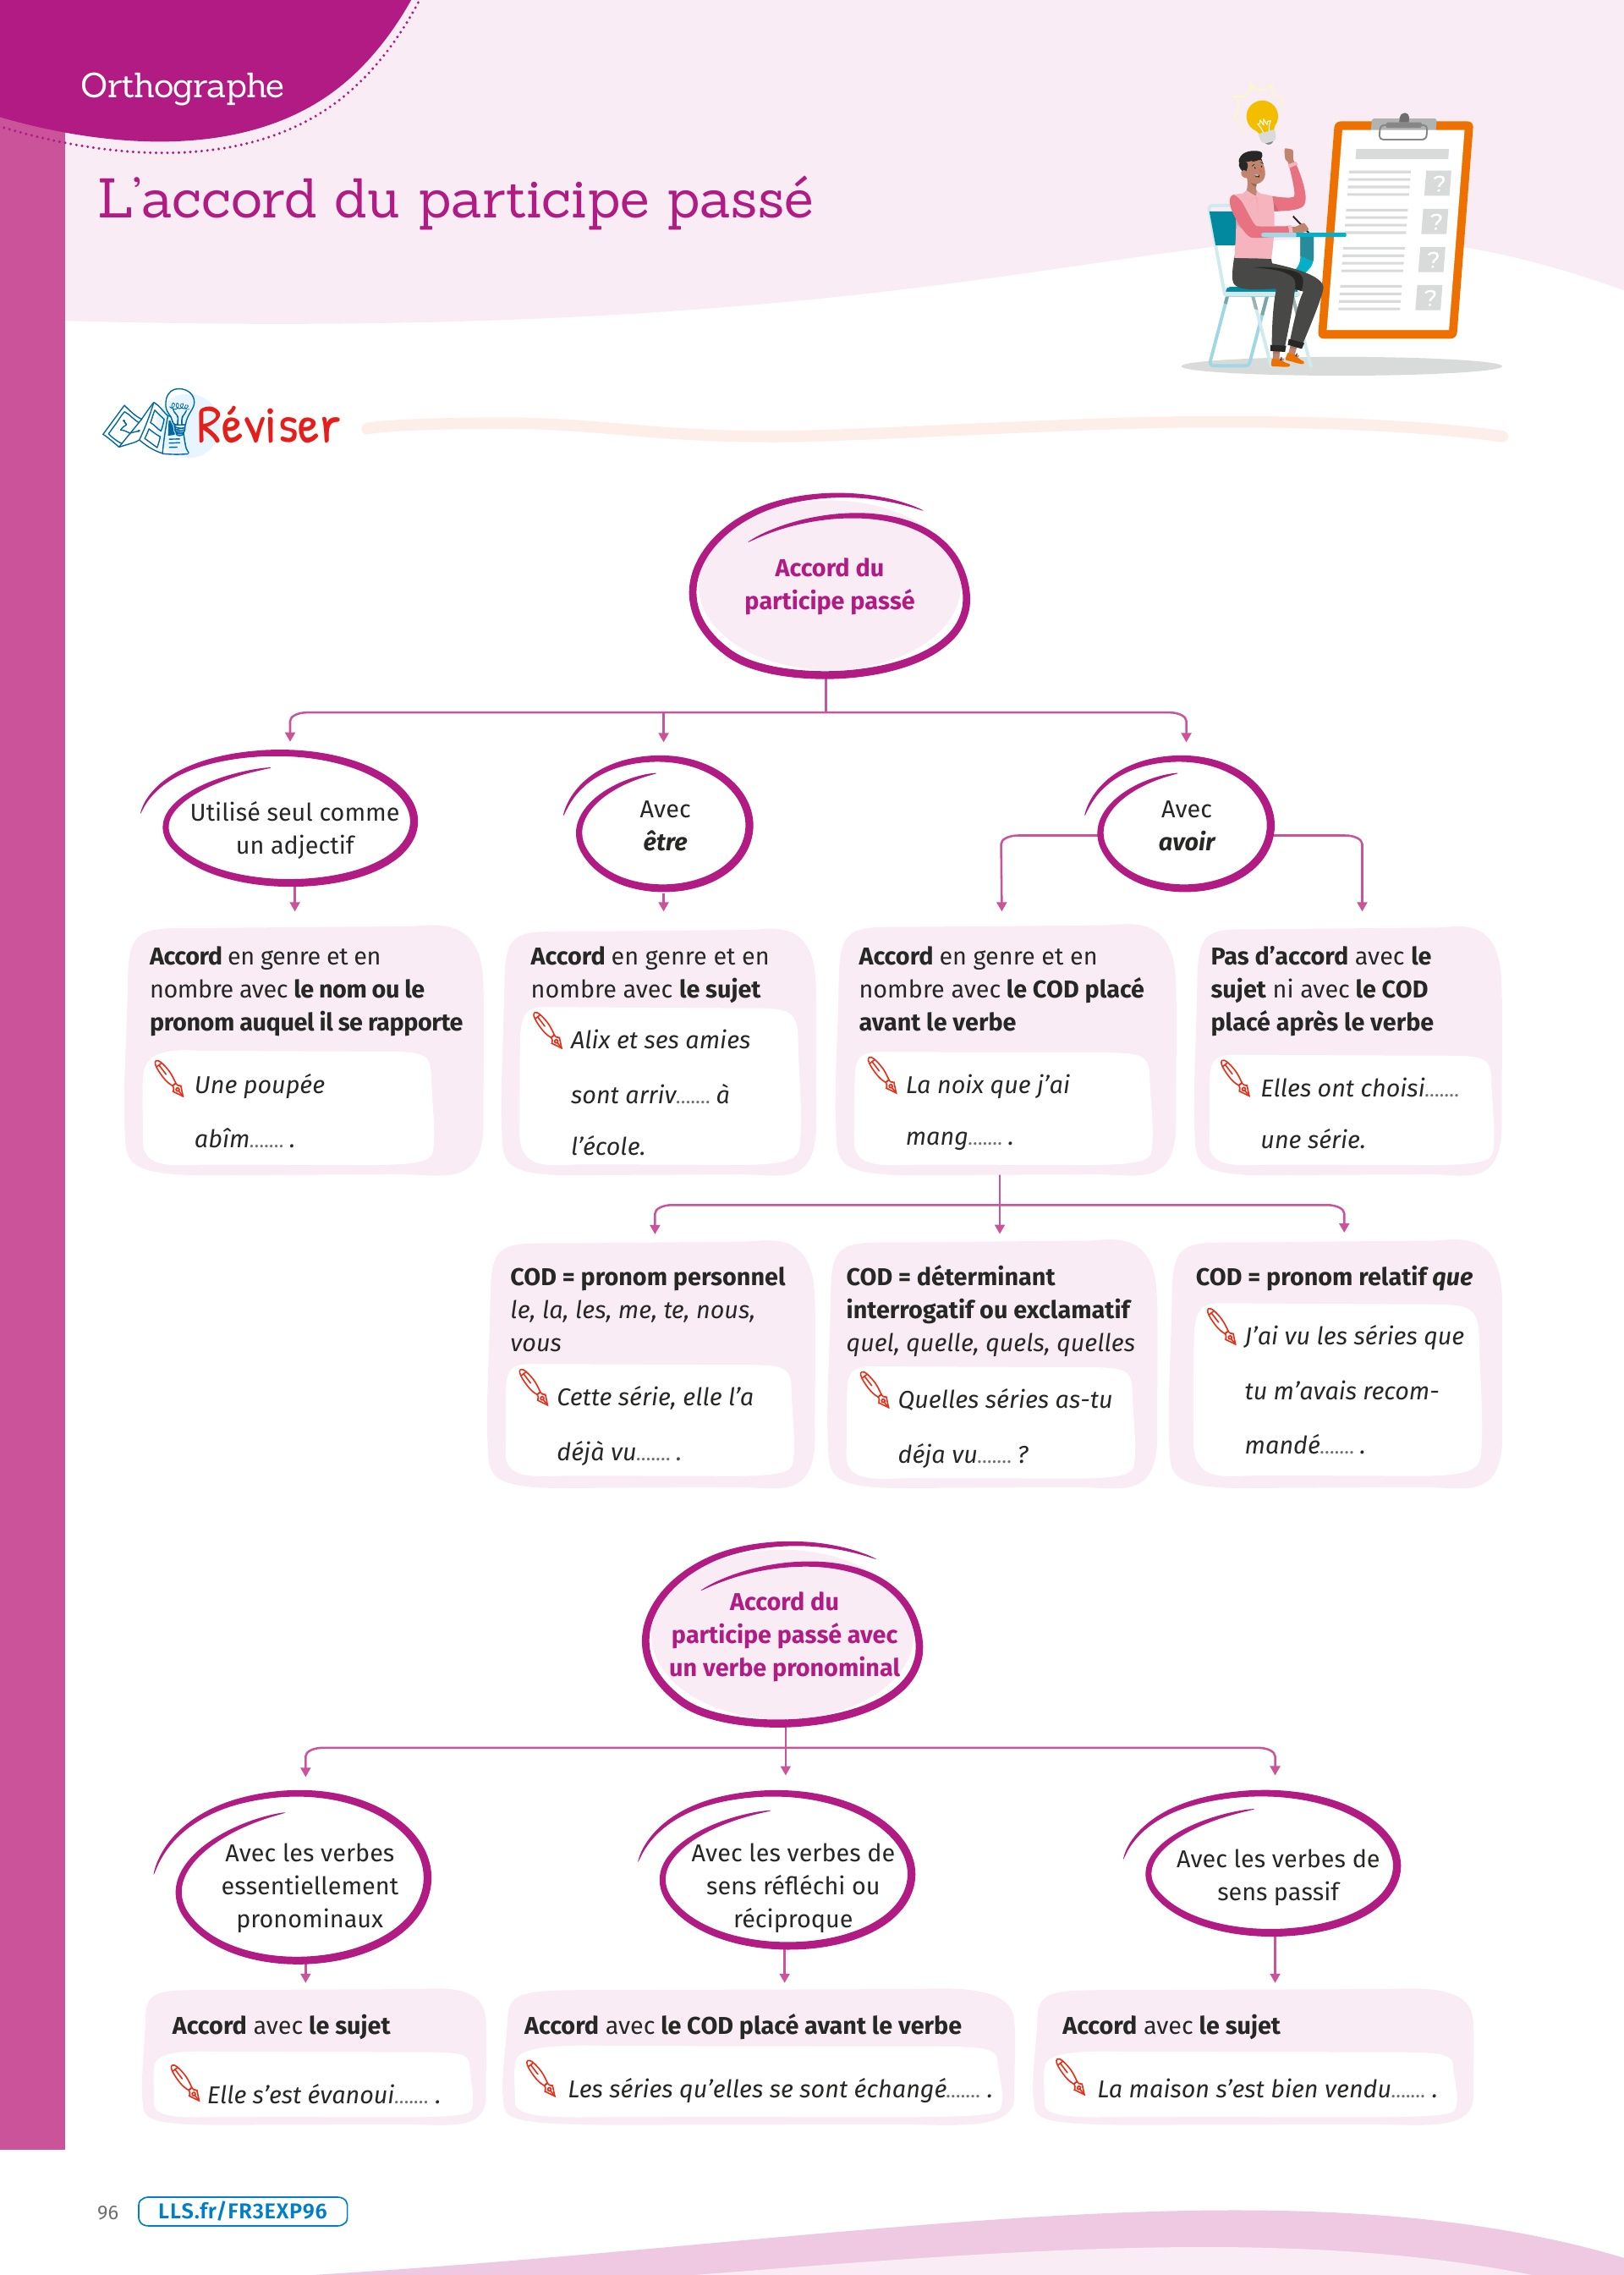 Orthographe
L'accord du participe passé
?
?
?
?
Réviser
Accord du
participe passé
Utilisé seul comme
un adjectif
Avec
être
Avec
avoir
Accord en genre et en
nombre avec le nom ou le
pronom auquel il se rapporte
Une poupée
abîm....... .
Accord en genre et en
nombre avec le sujet
Alix et ses amies
sont arriv....... à
l'école.
Accord en genre et en
nombre avec le COD placé
avant le verbe
La noix que j'ai
mang....... .
Pas d'accord avec le
sujet ni avec le COD
placé après le verbe
Elles ont choisi.......
une série.
COD = pronom personnel
le, la, les, me, te, nous,
vous
Cette série, elle l'a
déjà vu....... .
COD = déterminant
interrogatif ou exclamatif
quel, quelle, quels, quelles
Quelles séries as-tu
déja vu....... ?
COD = pronom relatif que
J'ai vu les séries que
tu m'avais recom-
mandé....... .
Accord du
participe passé avec
un verbe pronominal
Avec les verbes
essentiellement
pronominaux
Avec les verbes de
sens réfléchi ou
réciproque
Avec les verbes de
sens passif
Accord avec le sujet
Elle s'est évanoui....... .
Accord avec le COD placé avant le verbe
Les séries qu'elles se sont échangé....... .
Accord avec le sujet
La maison s'est bien vendu....... .
96
LLS.fr/FR3EXP96